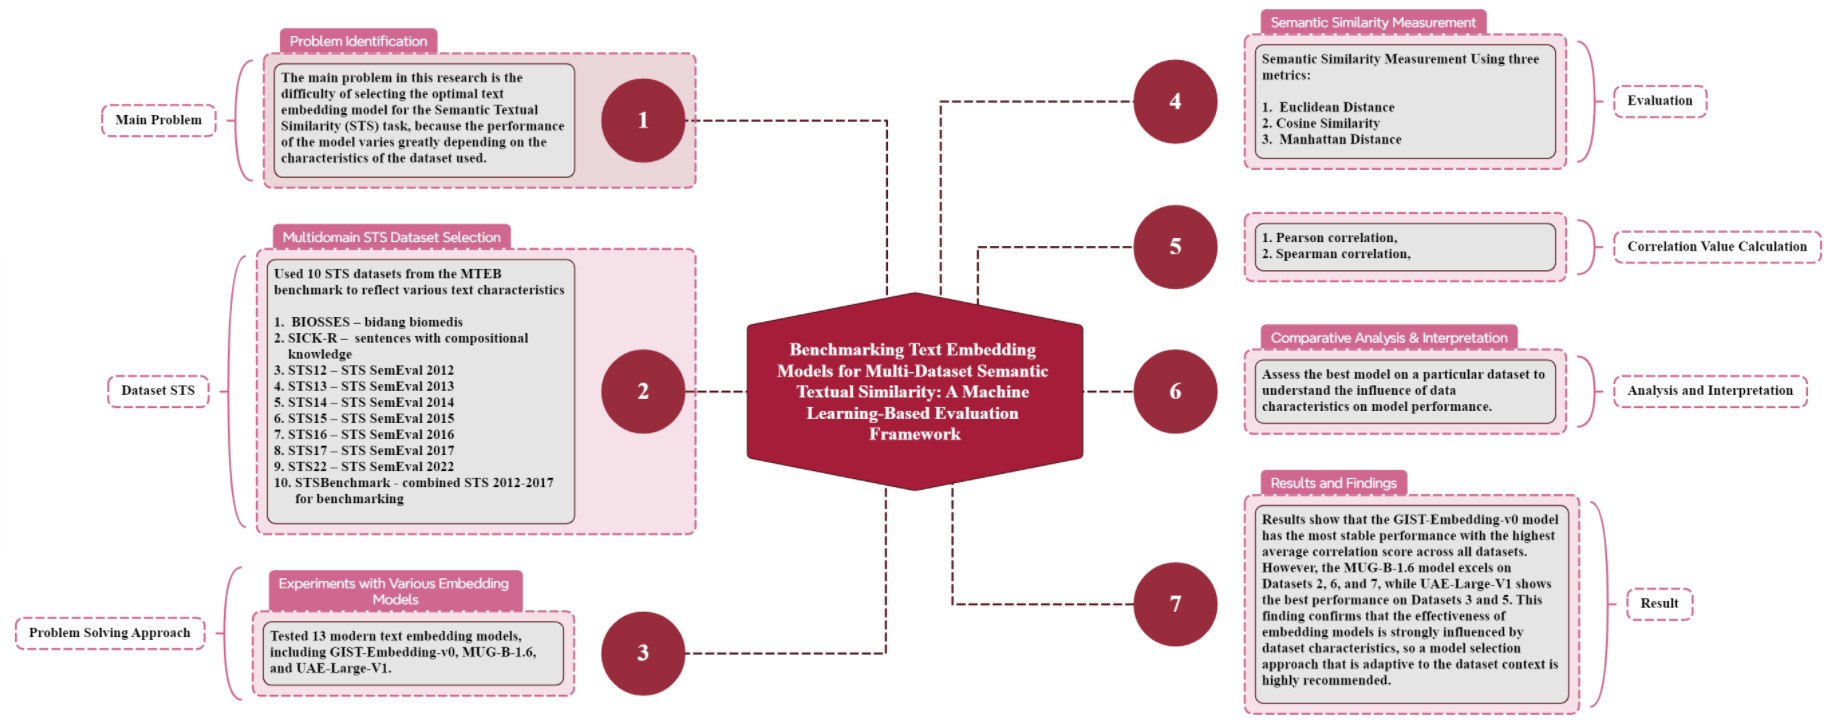 Problem Identification
The main problem in this research is the
difficulty of selecting the optimal text
embedding model for the Semantic Textual
Similarity (STS) task, because the performance
of the model varies greatly depending on the
characteristics of the dataset used.
1
Main Problem
Multidomain STS Dataset Selection
Used 10 STS datasets from the MTEB
benchmark to reflect various text characteristics
1. BIOSSES – bidang biomedis
2. SICK-R – sentences with compositional
knowledge
3. STS12 – STS SemEval 2012
4. STS13 – STS SemEval 2013
5. STS14 – STS SemEval 2014
6. STS15 – STS SemEval 2015
7. STS16 – STS SemEval 2016
8. STS17 – STS SemEval 2017
9. STS22 – STS SemEval 2022
10. STSBenchmark - combined STS 2012-2017
for benchmarking
2
Dataset STS
Experiments with Various Embedding
Models
Tested 13 modern text embedding models,
including GIST-Embedding-v0, MUG-B-1.6,
and UAE-Large-V1.
3
Problem Solving Approach
Benchmarking Text Embedding
Models for Multi-Dataset Semantic
Textual Similarity: A Machine
Learning-Based Evaluation
Framework
Semantic Similarity Measurement
4
Semantic Similarity Measurement Using three
metrics:
1. Euclidean Distance
2. Cosine Similarity
3. Manhattan Distance
Evaluation
5
1. Pearson correlation,
2. Spearman correlation,
Correlation Value Calculation
Comparative Analysis & Interpretation
6
Assess the best model on a particular dataset to
understand the influence of data
characteristics on model performance.
Analysis and Interpretation
Results and Findings
7
Results show that the GIST-Embedding-v0 model
has the most stable performance with the highest
average correlation score across all datasets.
However, the MUG-B-1.6 model excels on
Datasets 2, 6, and 7, while UAE-Large-V1 shows
the best performance on Datasets 3 and 5. This
finding confirms that the effectiveness of
embedding models is strongly influenced by
dataset characteristics, so a model selection
approach that is adaptive to the dataset context is
highly recommended.
Result